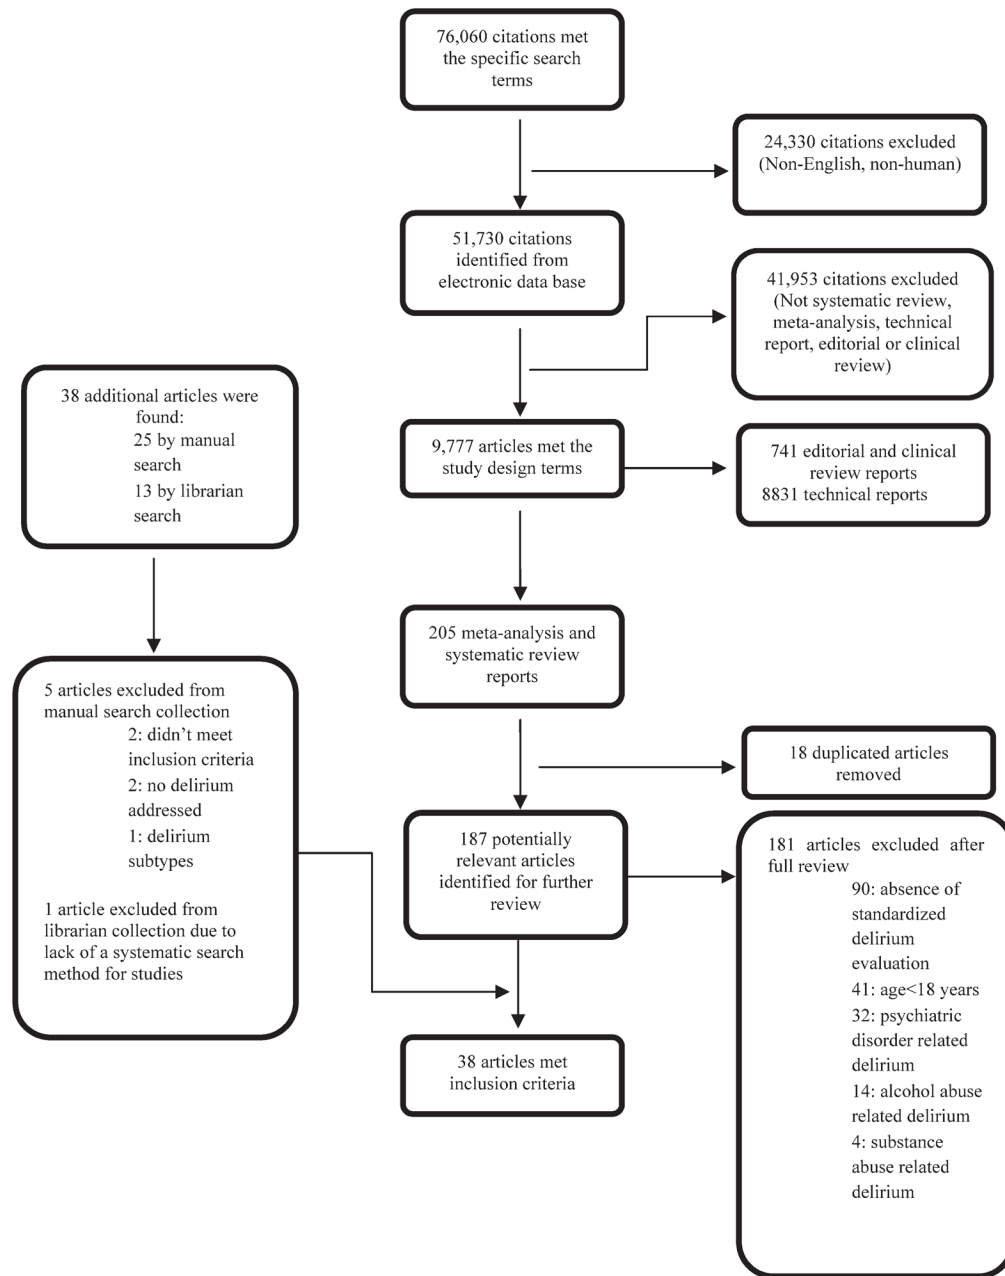 76,060 citations met
the specific search
terms
24,330 citations excluded
(Non-English, non-human)
51,730 citations
identified from
electronic data base
41,953 citations excluded
(Not systematic review,
meta-analysis, technical
report, editorial or clinical
review)
38 additional articles were
found:
25 by manual
search
13 by librarian
search
9,777 articles met the
study design terms
741 editorial and clinical
review reports
8831 technical reports
205 meta-analysis and
systematic review
reports
5 articles excluded from
manual search collection
2: didn’t meet
inclusion criteria
2: no delirium
addressed
1: delirium
subtypes
1 article excluded from
librarian collection due to
lack of a systematic search
method for studies
18 duplicated articles
removed
187 potentially
relevant articles
identified for further
review
181 articles excluded after
full review
90: absence of
standardized
delirium
evaluation
41: age<18 years
32: psychiatric
disorder related
delirium
14: alcohol abuse
related delirium
4: substance
abuse related
delirium
38 articles met
inclusion criteria